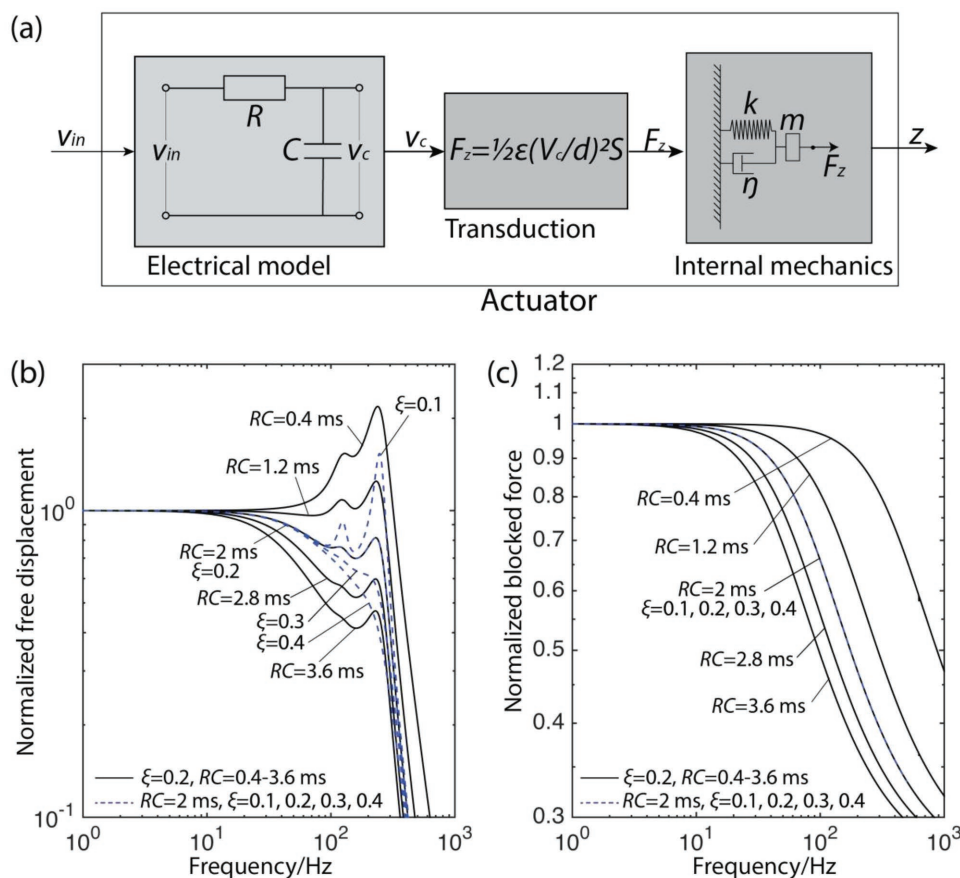 (a)
v_in
v_in
R
C
v_c
v_c
F_z=½ε(V_c/d)²S
F_z
k
m
η
F_z
z
Electrical model
Transduction
Internal mechanics
Actuator
(b)
RC=0.4 ms
ξ=0.1
RC=1.2 ms
10⁰
RC=2 ms
ξ=0.2
RC=2.8 ms
ξ=0.3
ξ=0.4
RC=3.6 ms
ξ=0.2, RC=0.4-3.6 ms
RC=2 ms, ξ=0.1, 0.2, 0.3, 0.4
10⁻¹
10⁰
10¹
10²
10³
Frequency/Hz
Normalized free displacement
(c)
1.2
1.1
1
0.9
0.8
0.7
0.6
0.5
0.4
0.3
RC=0.4 ms
RC=1.2 ms
RC=2 ms
ξ=0.1, 0.2, 0.3, 0.4
RC=2.8 ms
RC=3.6 ms
ξ=0.2, RC=0.4-3.6 ms
RC=2 ms, ξ=0.1, 0.2, 0.3, 0.4
10⁰
10¹
10²
10³
Frequency/Hz
Normalized blocked force